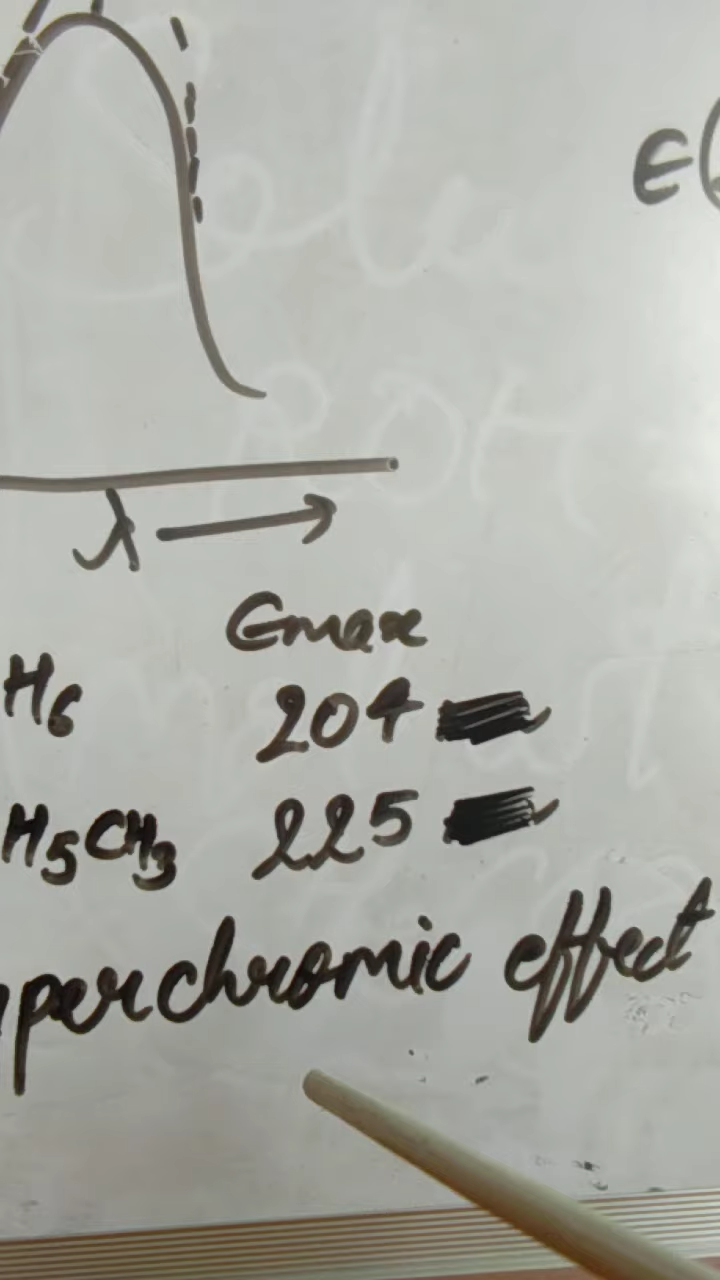 ε(
λ →
Emax
H6 204
H5CH3 225
perchromic effect